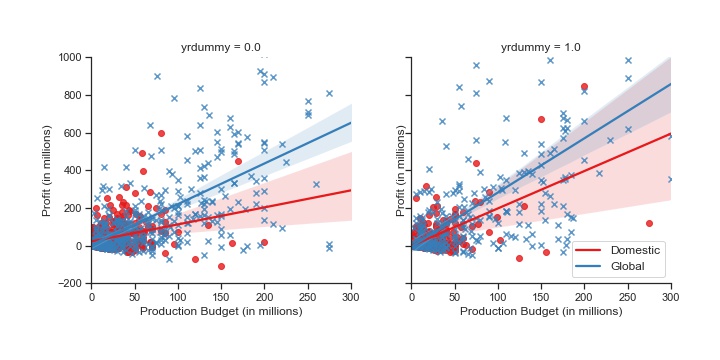 yrdummy = 0.0
yrdummy = 1.0
1000
800
600
400
200
0
−200
Profit (in millions)
0 50 100 150 200 250 300
Production Budget (in millions)
Profit (in millions)
Domestic
Global
0 50 100 150 200 250 300
Production Budget (in millions)